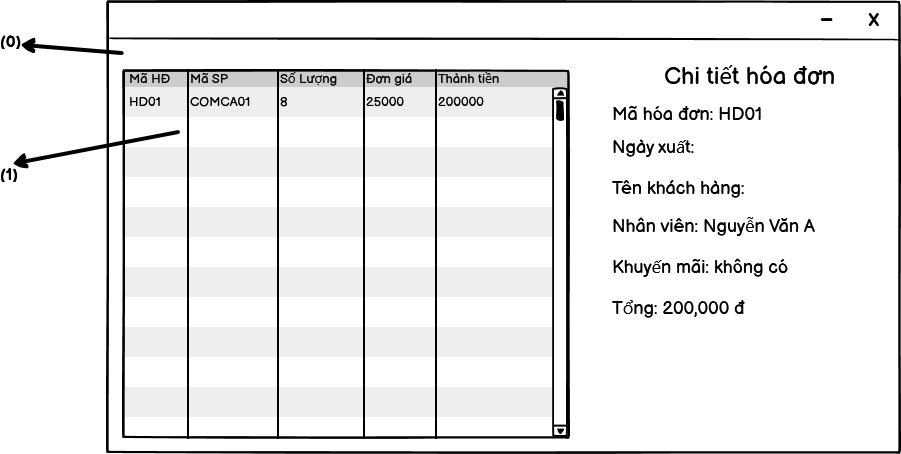 – X
(0)
Mã HĐ Mã SP Số Lượng Đơn giá Thành tiền
HD01 COMCA01 8 25000 200000
(1)
Chi tiết hóa đơn
Mã hóa đơn: HD01
Ngày xuất:
Tên khách hàng:
Nhân viên: Nguyễn Văn A
Khuyến mãi: không có
Tổng: 200,000 đ